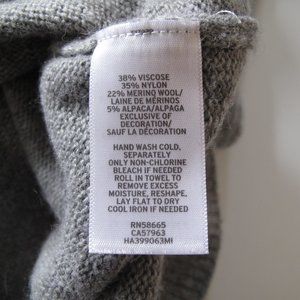 38% VISCOSE
35% NYLON
22% MERINO WOOL/
LAINE DE MÉRINOS
5% ALPACA/ALPAGA
EXCLUSIVE OF
DECORATION/
SAUF LA DÉCORATION
HAND WASH COLD,
SEPARATELY
ONLY NON-CHLORINE
BLEACH IF NEEDED
ROLL IN TOWEL TO
REMOVE EXCESS
MOISTURE, RESHAPE,
LAY FLAT TO DRY
COOL IRON IF NEEDED
RN58665
CA57963
HA399063MI